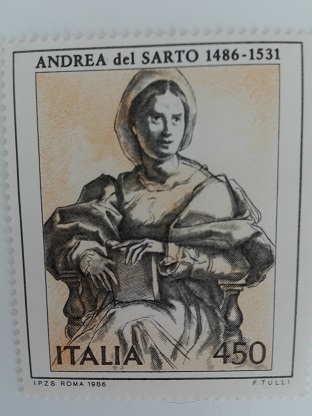 ANDREA del SARTO 1486-1531
ITALIA 450
I.P.Z.S. ROMA 1986 F. TULLI